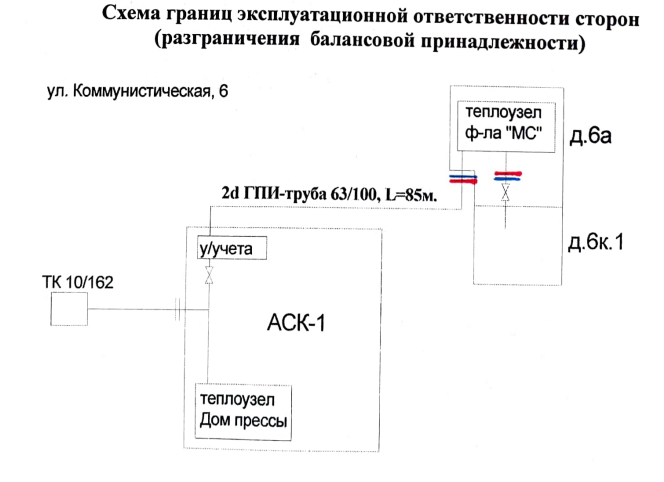 Схема границ эксплуатационной ответственности сторон
(разграничения балансовой принадлежности)
ул. Коммунистическая, 6
теплоузел
ф-ла "МС"
д.6а
2d ГПИ-труба 63/100, L=85м.
у/учета
д.6к.1
ТК 10/162
АСК-1
теплоузел
Дом прессы